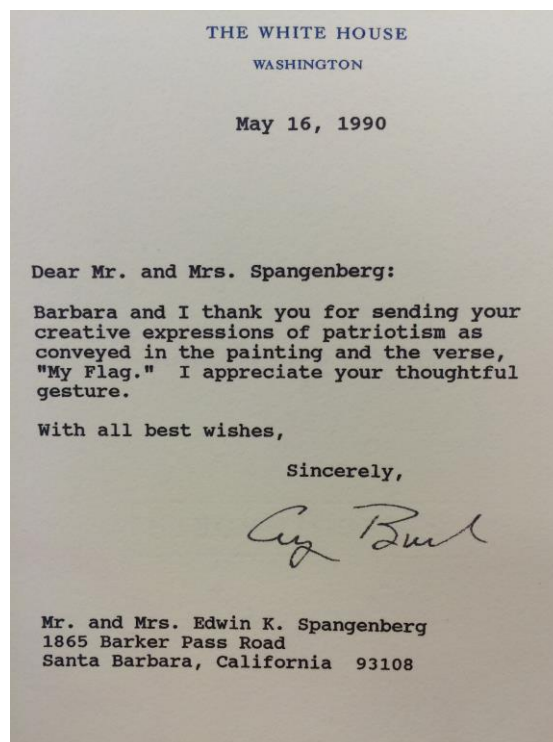 THE WHITE HOUSE
WASHINGTON
May 16, 1990
Dear Mr. and Mrs. Spangenberg:
Barbara and I thank you for sending your
creative expressions of patriotism as
conveyed in the painting and the verse,
"My Flag."  I appreciate your thoughtful
gesture.
With all best wishes,
Sincerely,
Mr. and Mrs. Edwin K. Spangenberg
1865 Barker Pass Road
Santa Barbara, California  93108